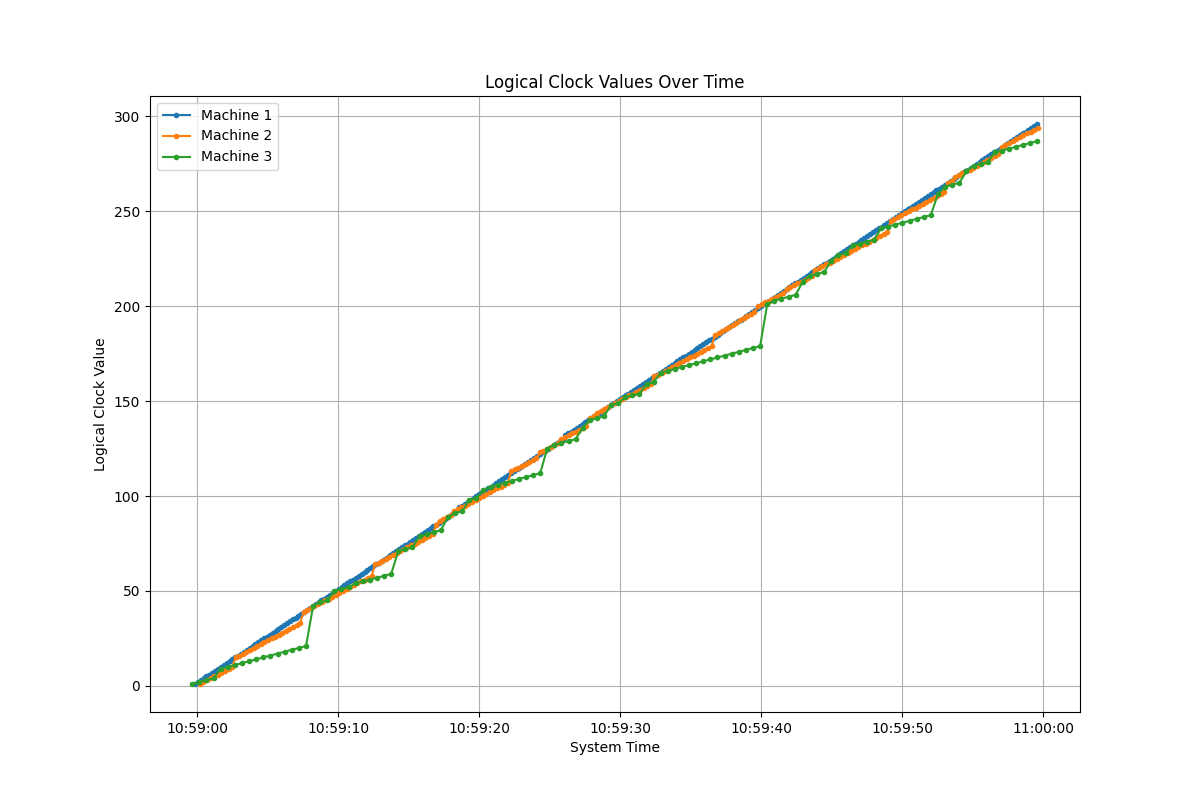 Logical Clock Values Over Time
Machine 1
Machine 2
Machine 3
Logical Clock Value
300
250
200
150
100
50
0
10:59:00 10:59:10 10:59:20 10:59:30 10:59:40 10:59:50 11:00:00
System Time